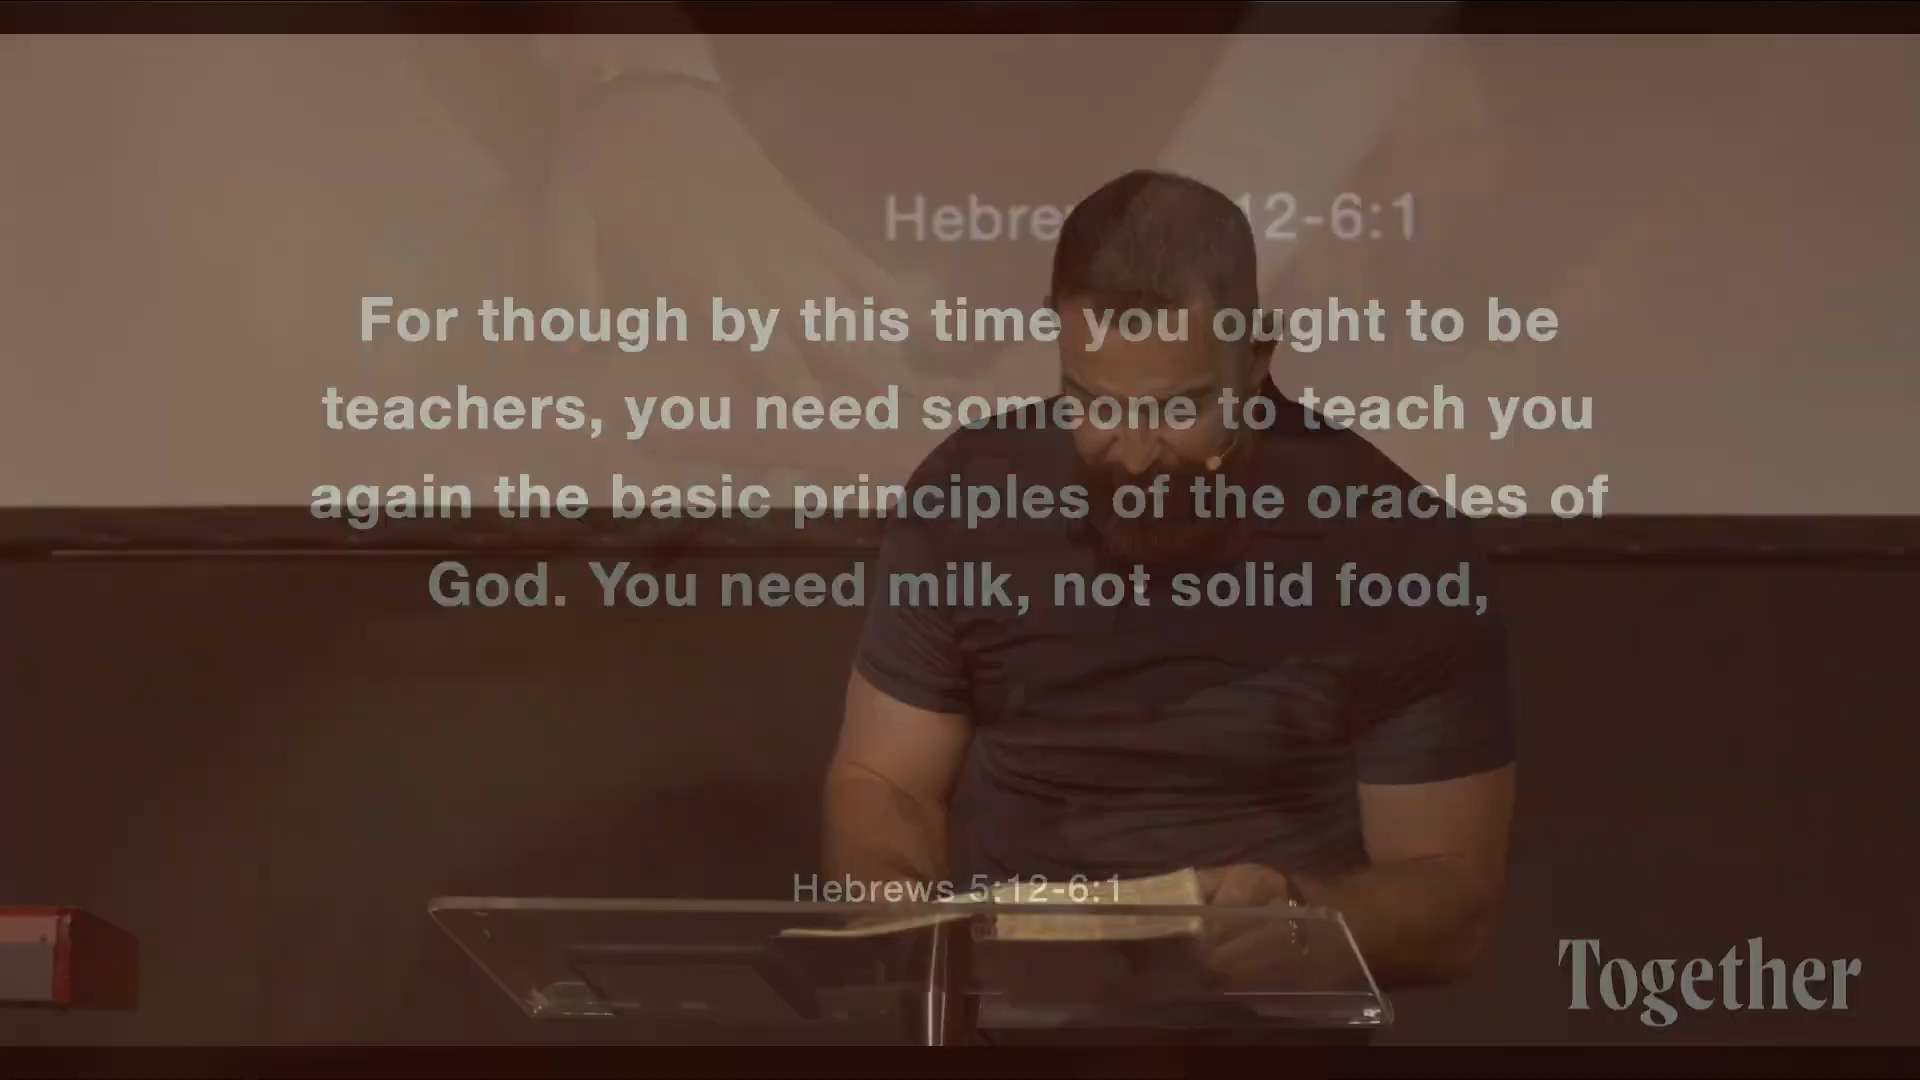 Hebre 12-6:1
For though by this time you ought to be
teachers, you need someone to teach you
again the basic principles of the oracles of
God. You need milk, not solid food,
Hebrews 5:12-6:1
Together